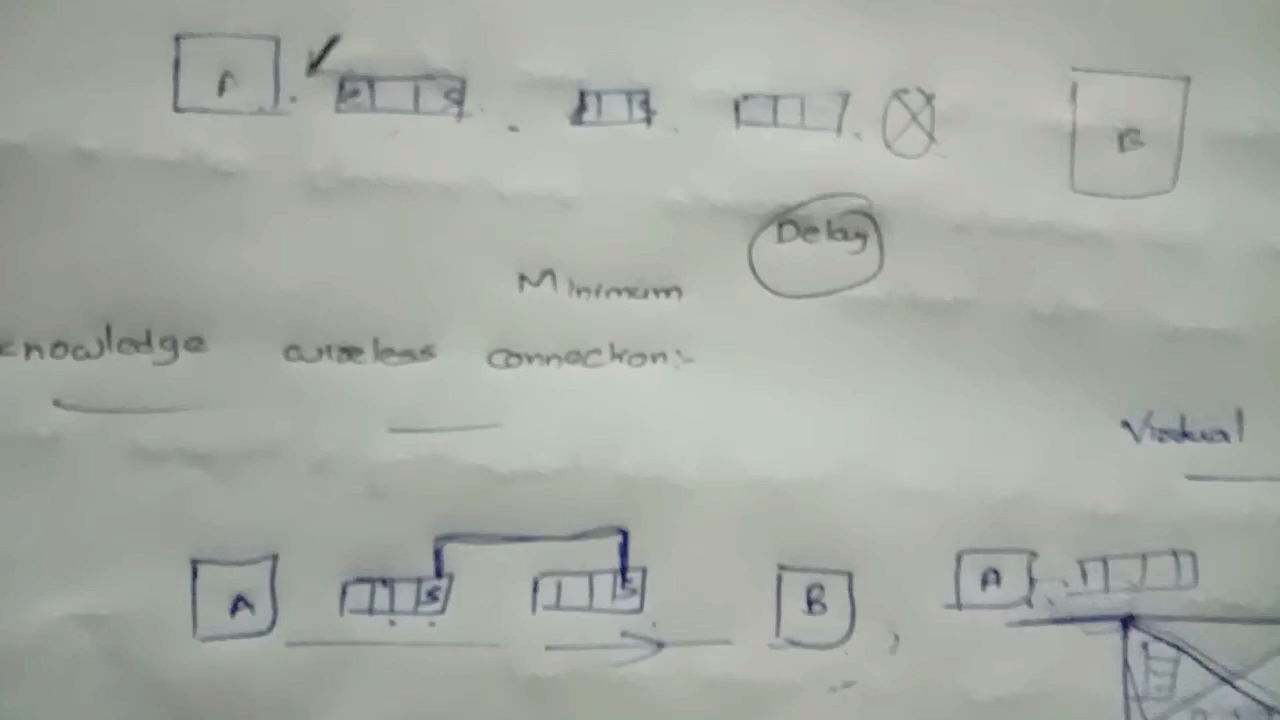 A
B
Delay
Minimum
knowledge wireless connection:-
Virtual
A S S B A